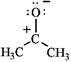 :Ö:⁻
+ C
H₃C CH₃